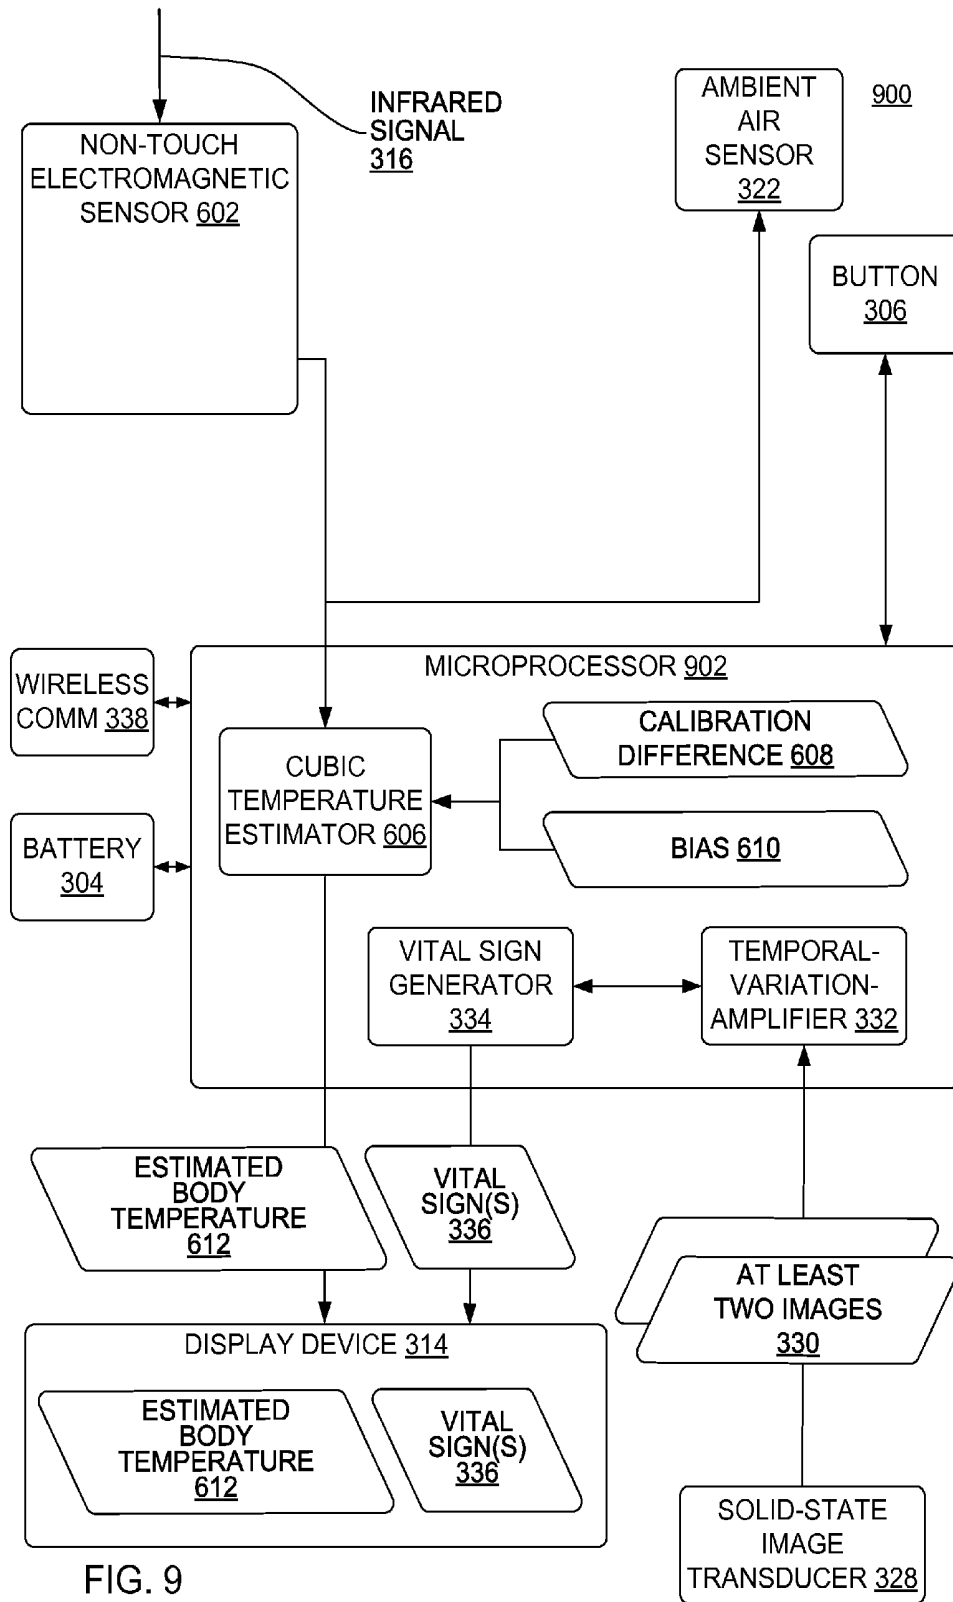 INFRARED
SIGNAL
316
AMBIENT
AIR
SENSOR
322
900
NON-TOUCH
ELECTROMAGNETIC
SENSOR 602
BUTTON
306
MICROPROCESSOR 902
WIRELESS
COMM 338
CALIBRATION
DIFFERENCE 608
CUBIC
TEMPERATURE
ESTIMATOR 606
BATTERY
304
BIAS 610
VITAL SIGN
GENERATOR
334
TEMPORAL-
VARIATION-
AMPLIFIER 332
ESTIMATED
BODY
TEMPERATURE
612
VITAL
SIGN(S)
336
AT LEAST
TWO IMAGES
330
DISPLAY DEVICE 314
ESTIMATED
BODY
TEMPERATURE
612
VITAL
SIGN(S)
336
SOLID-STATE
IMAGE
TRANSDUCER 328
FIG. 9